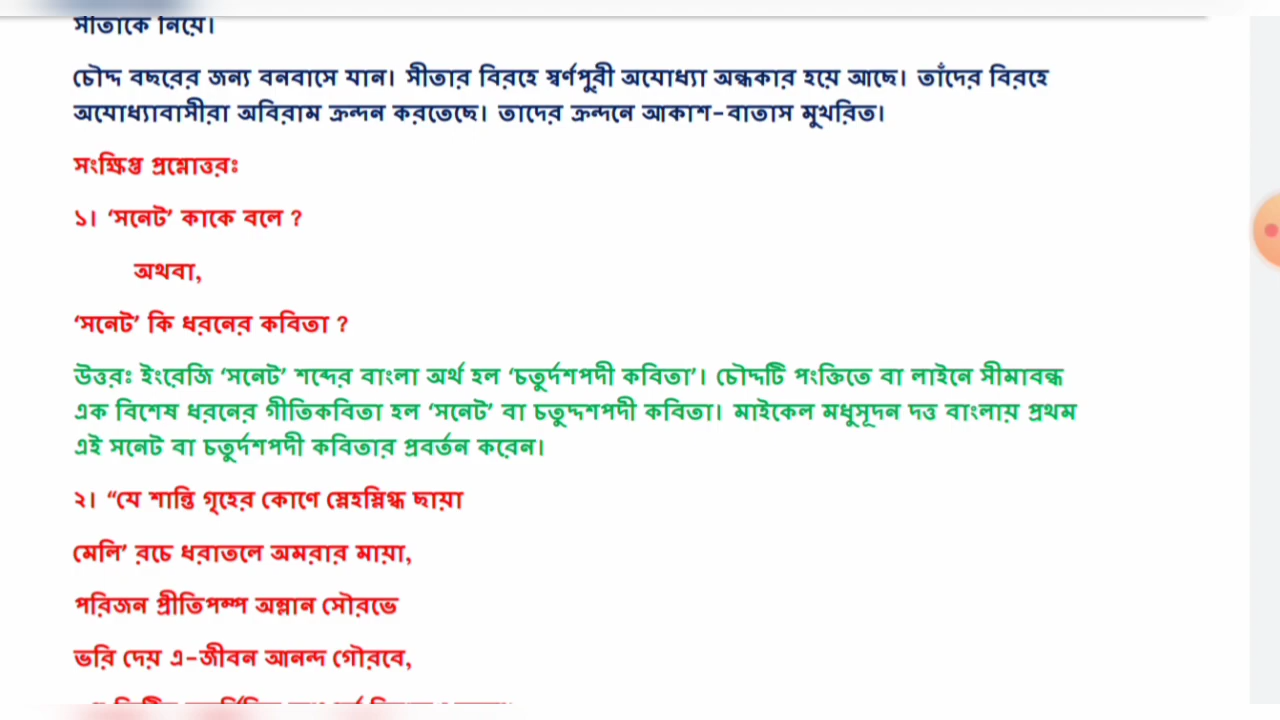 সীতাকে নিয়ে।
চৌদ্দ বছরের জন্য বনবাসে যান। সীতার বিরহে স্বর্ণপুরী অযোধ্যা অন্ধকার হয়ে আছে। তাঁদের বিরহে
অযোধ্যাবাসীরা অবিরাম ক্রন্দন করতেছে। তাদের ক্রন্দনে আকাশ-বাতাস মুখরিত।
সংক্ষিপ্ত প্রশ্নোত্তরঃ
১। ‘সনেট’ কাকে বলে ?
অথবা,
‘সনেট’ কি ধরনের কবিতা ?
উত্তরঃ ইংরেজি ‘সনেট’ শব্দের বাংলা অর্থ হল ‘চতুর্দশপদী কবিতা’। চৌদ্দটি পংক্তিতে বা লাইনে সীমাবন্ধ
এক বিশেষ ধরনের গীতিকবিতা হল ‘সনেট’ বা চতুদ্দশপদী কবিতা। মাইকেল মধুসূদন দত্ত বাংলায় প্রথম
এই সনেট বা চতুর্দশপদী কবিতার প্রবর্তন করেন।
২। “যে শান্তি গৃহের কোণে স্নেহস্নিগ্ধ ছায়া
মেলি’ রচে ধরাতলে অমরার মায়া,
পরিজন প্রীতিপষ্প অম্লান সৌরভে
ভরি দেয় এ-জীবন আনন্দ গৌরবে,